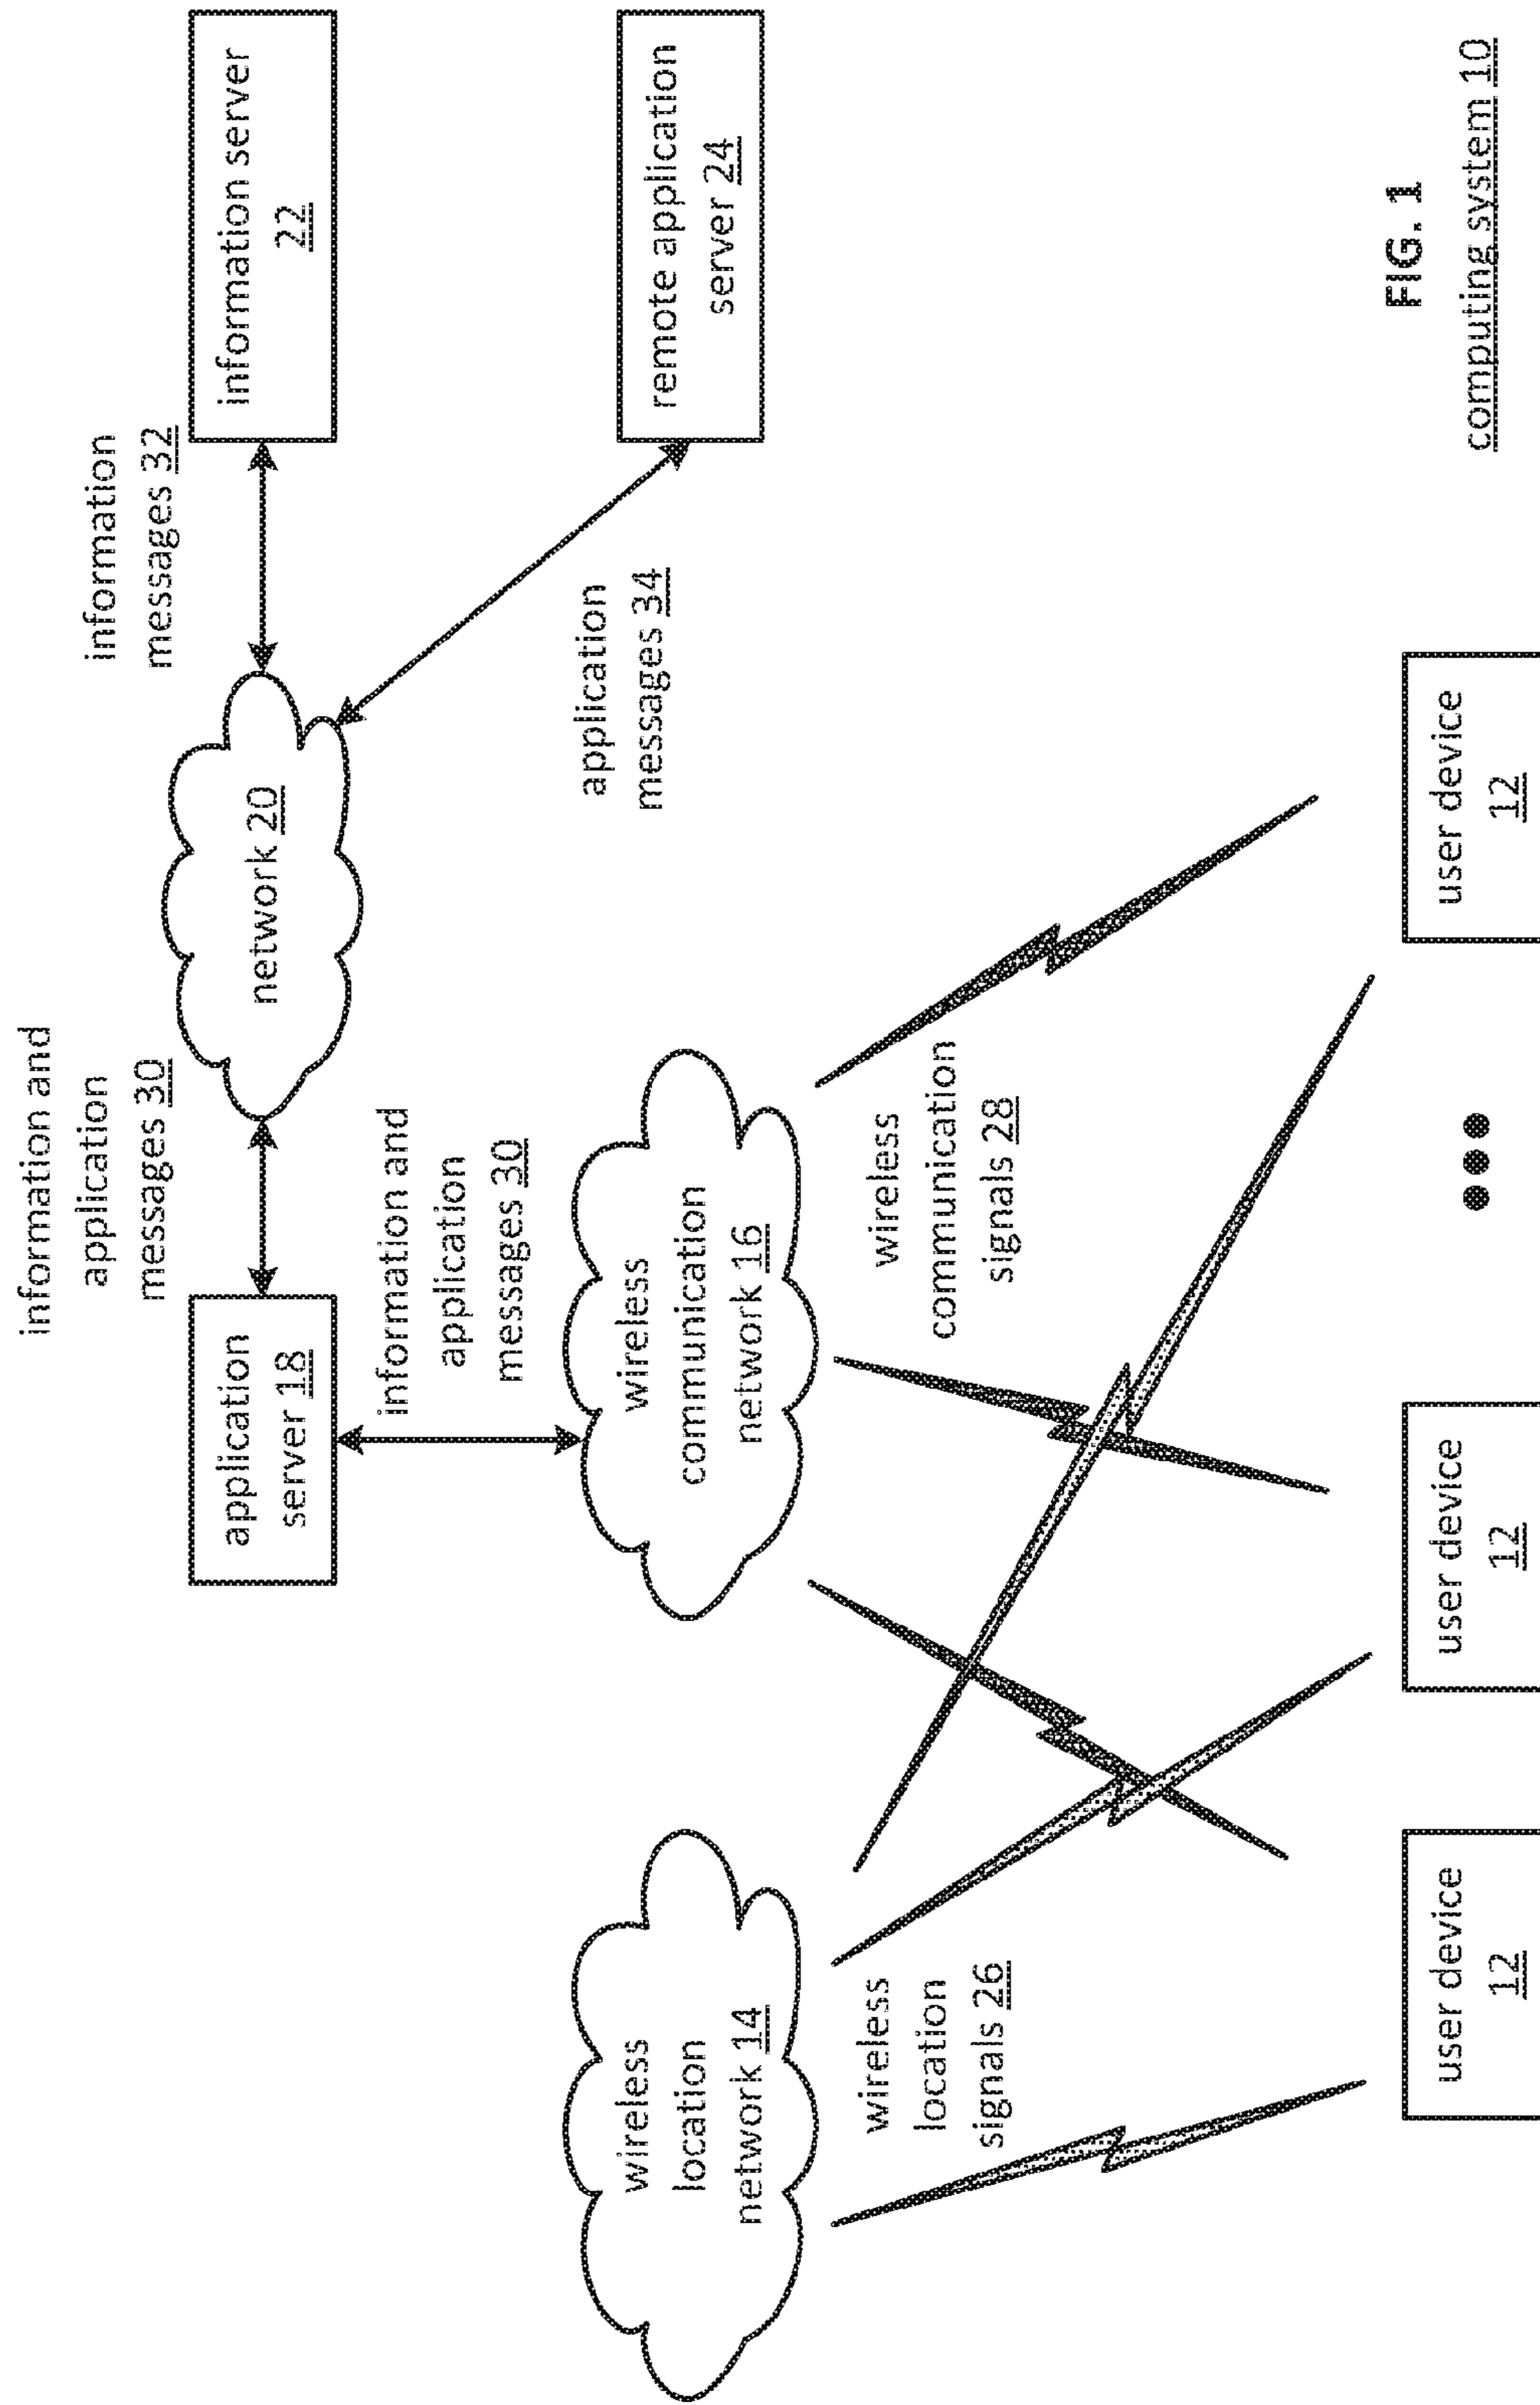 information and
application
messages 30
information
messages 32
application
server 18
network 20
information server
22
information and
application
messages 30
application
messages 34
remote application
server 24
wireless
location
network 14
wireless
communication
network 16
wireless
location
signals 26
wireless
communication
signals 28
user device
12
user device
12
user device
12
FIG. 1
computing system 10